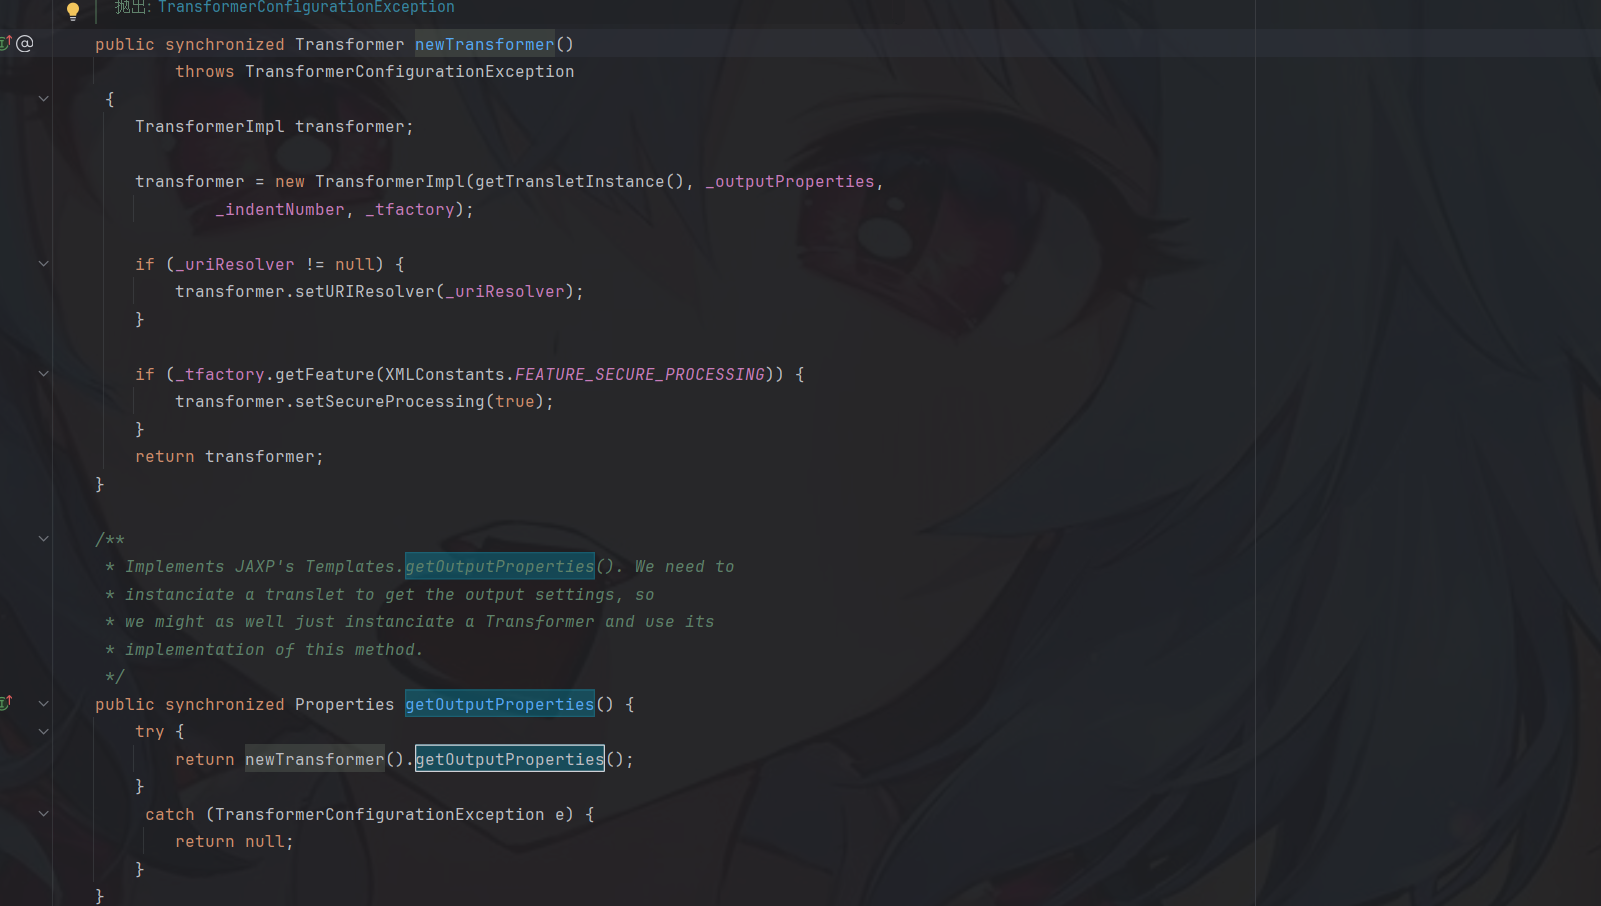 抛出: TransformerConfigurationException
public synchronized Transformer newTransformer()
throws TransformerConfigurationException
{
TransformerImpl transformer;
transformer = new TransformerImpl(getTransletInstance(), _outputProperties,
_indentNumber, _tfactory);
if (_uriResolver != null) {
transformer.setURIResolver(_uriResolver);
}
if (_tfactory.getFeature(XMLConstants.FEATURE_SECURE_PROCESSING)) {
transformer.setSecureProcessing(true);
}
return transformer;
}
/**
* Implements JAXP's Templates.getOutputProperties(). We need to
* instanciate a translet to get the output settings, so
* we might as well just instanciate a Transformer and use its
* implementation of this method.
*/
public synchronized Properties getOutputProperties() {
try {
return newTransformer().getOutputProperties();
}
catch (TransformerConfigurationException e) {
return null;
}
}